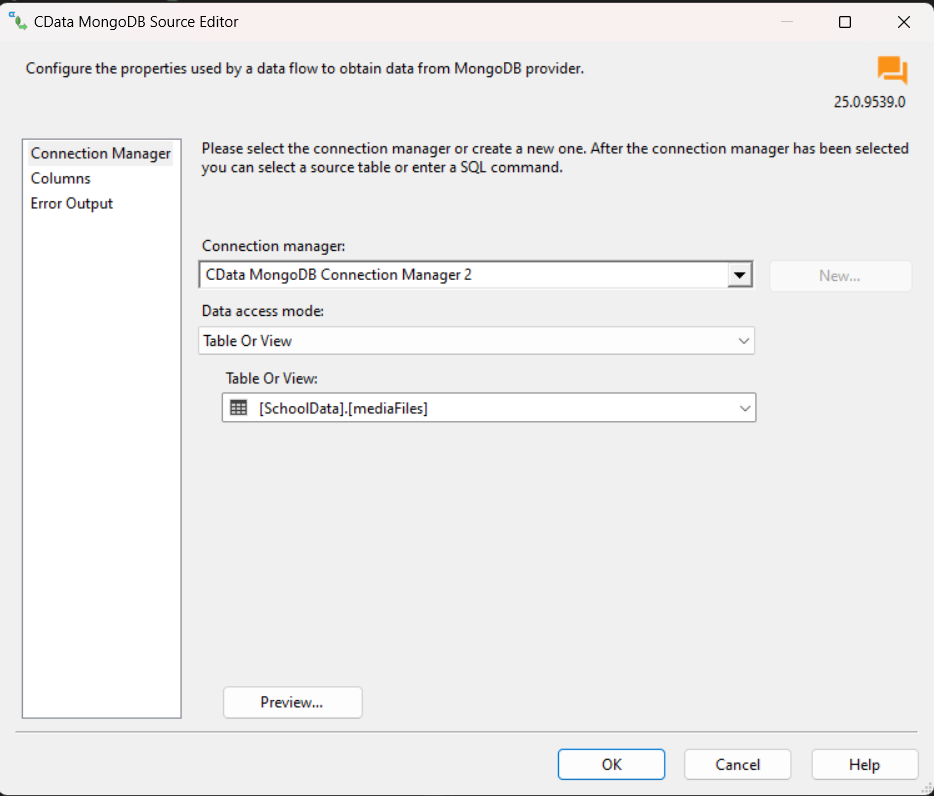 CData MongoDB Source Editor
Configure the properties used by a data flow to obtain data from MongoDB provider.
25.0.9539.0
Connection Manager
Columns
Error Output
Please select the connection manager or create a new one. After the connection manager has been selected
you can select a source table or enter a SQL command.
Connection manager:
CData MongoDB Connection Manager 2
New...
Data access mode:
Table Or View
Table Or View:
[SchoolData].[mediaFiles]
Preview...
OK
Cancel
Help